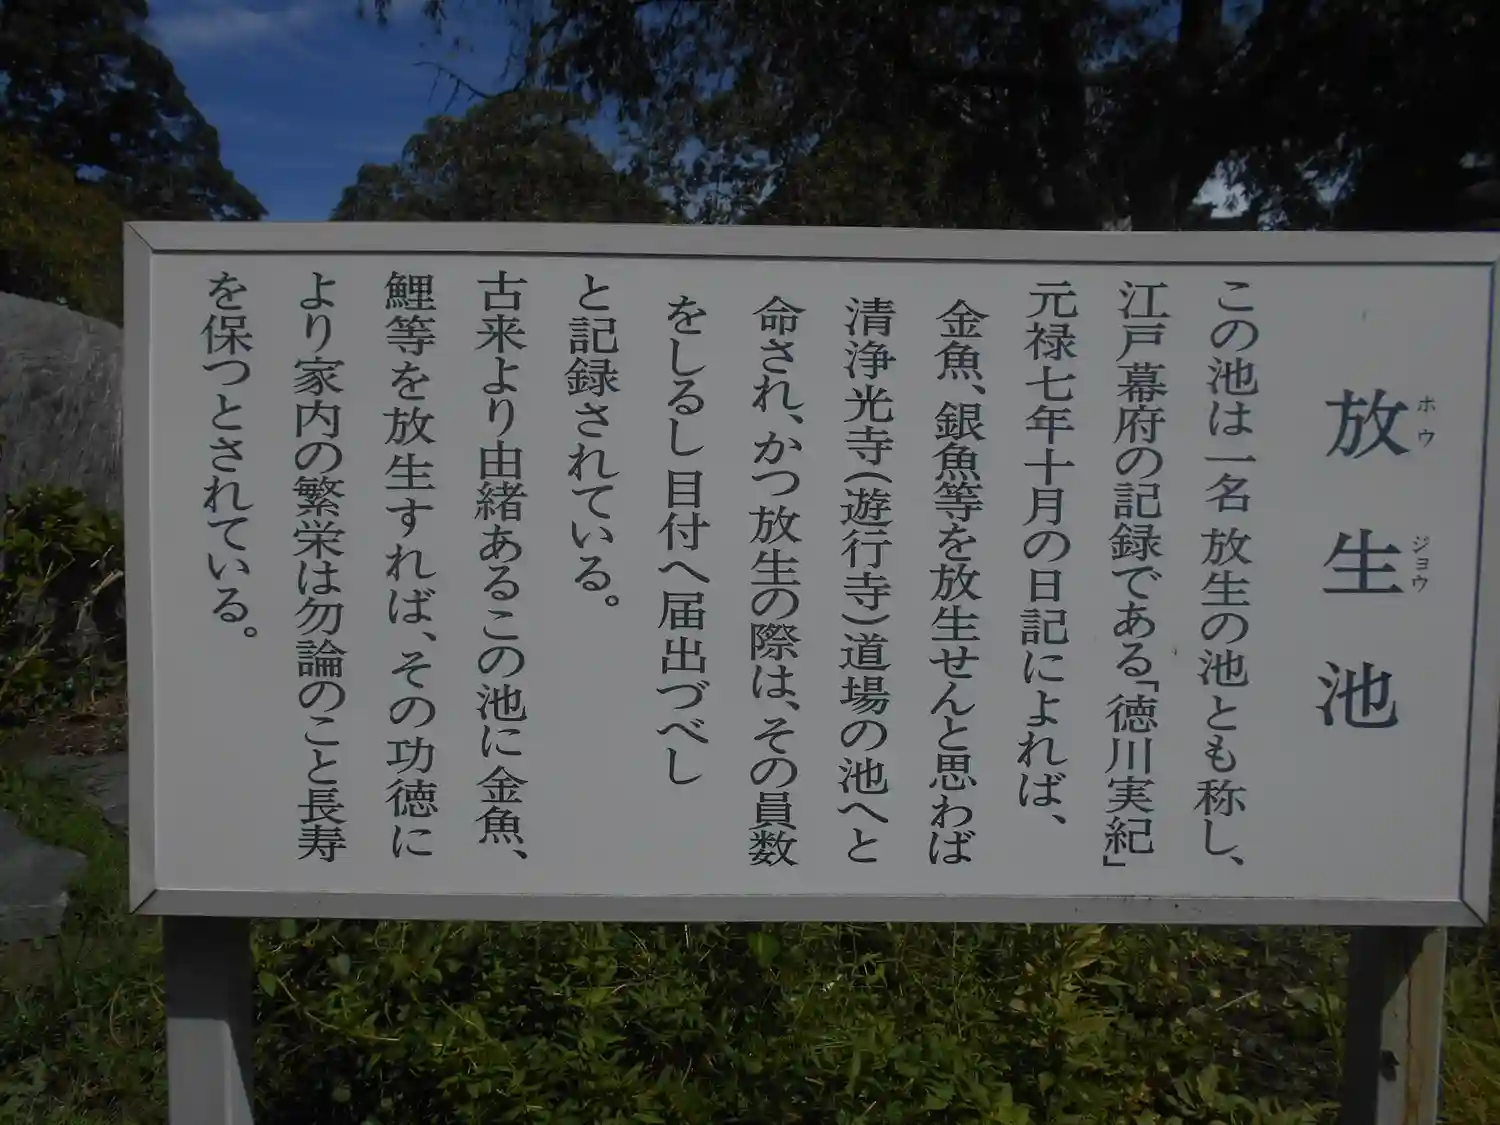 放生池
ホウ ジョウ
この池は一名 放生の池とも称し、
江戸幕府の記録である「徳川実紀」
元禄七年十月の日記によれば、
金魚、銀魚等を放生せんと思わば
清浄光寺(遊行寺)道場の池へと
命され、かつ放生の際は、その員数
をしるし目付へ届出づべし
と記録されている。
古来より由緒あるこの池に金魚、
鯉等を放生すれば、その功徳に
より家内の繁栄は勿論のこと長寿
を保つとされている。